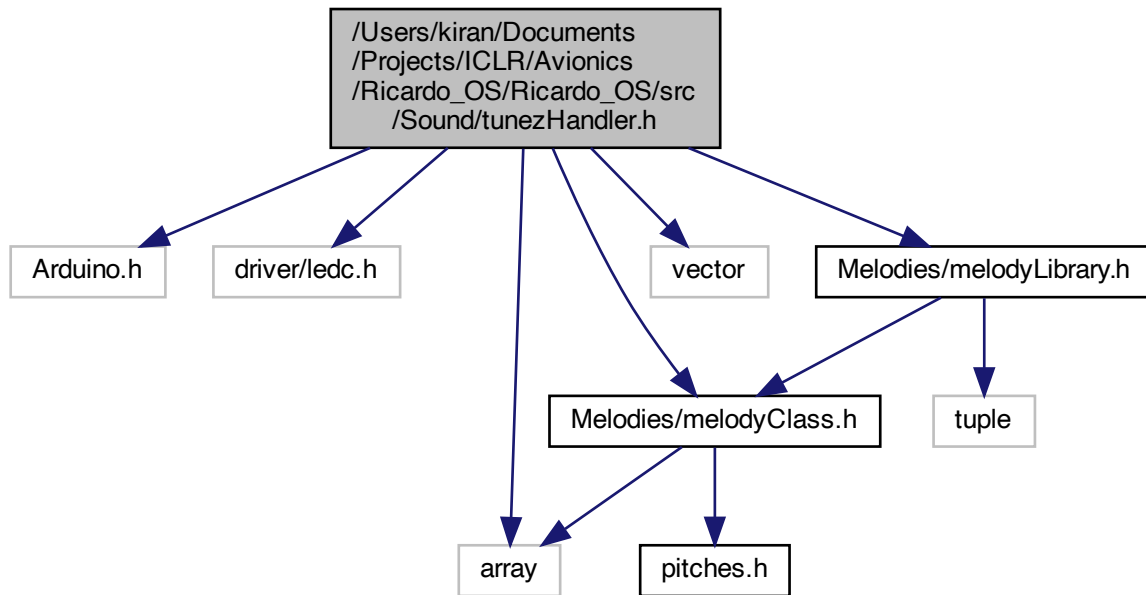 /Users/kiran/Documents
/Projects/ICLR/Avionics
/Ricardo_OS/Ricardo_OS/src
/Sound/tunezHandler.h
Arduino.h
driver/ledc.h
vector
Melodies/melodyLibrary.h
Melodies/melodyClass.h
tuple
array
pitches.h